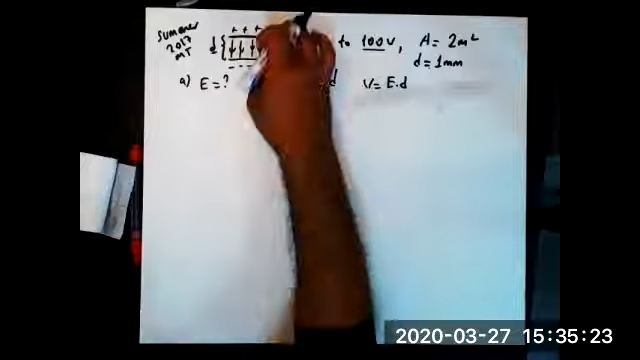 Summer
2017
MT
d { + + +
to 100V, A = 2m²
d = 1mm
- - -
a) E = ? d V = E.d
2020-03-27 15:35:23